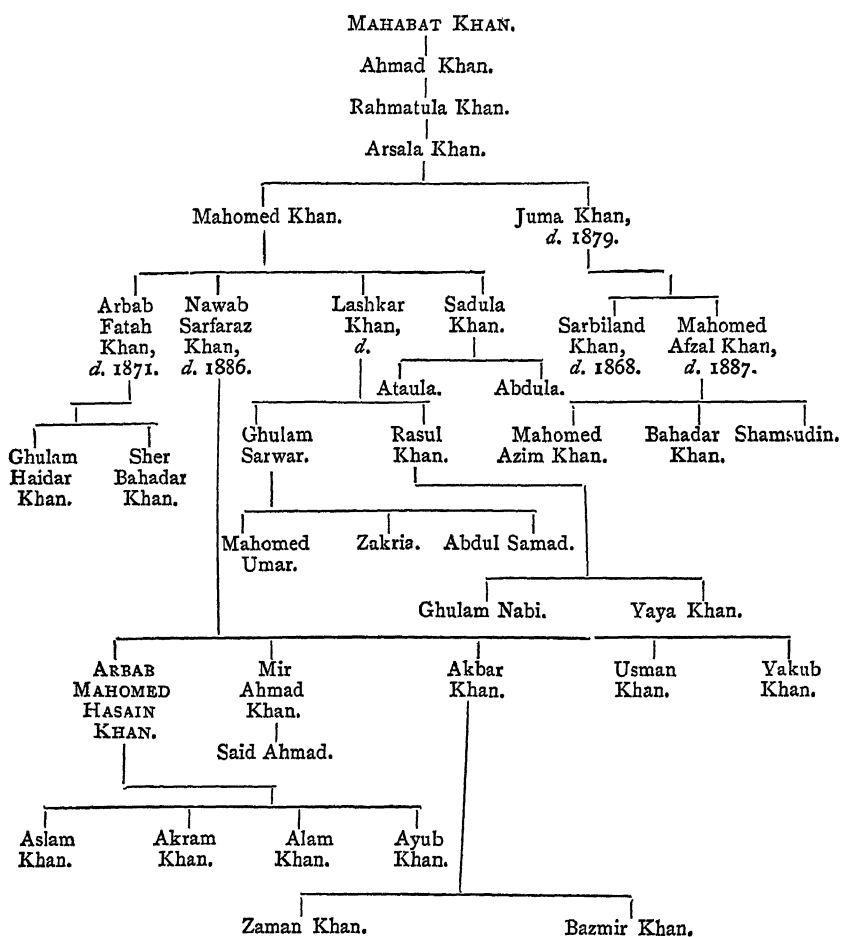 MAHABAT KHAN.
Ahmad Khan.
Rahmatula Khan.
Arsala Khan.
Mahomed Khan.
Juma Khan,
d. 1879.
Arbab
Fatah
Khan,
d. 1871.
Nawab
Sarfaraz
Khan,
d. 1886.
Lashkar
Khan,
d.
Sadula
Khan.
Sarbiland
Khan,
d. 1868.
Mahomed
Afzal Khan,
d. 1887.
Ataula.
Abdula.
Ghulam
Haidar
Khan.
Sher
Bahadar
Khan.
Ghulam
Sarwar.
Rasul
Khan.
Mahomed
Azim Khan.
Bahadar
Khan.
Shamsudin.
Mahomed
Umar.
Zakria.
Abdul Samad.
Ghulam Nabi.
Yaya Khan.
ARBAB
MAHOMED
HASAIN
KHAN.
Mir
Ahmad
Khan.
Akbar
Khan.
Usman
Khan.
Yakub
Khan.
Said Ahmad.
Aslam
Khan.
Akram
Khan.
Alam
Khan.
Ayub
Khan.
Zaman Khan.
Bazmir Khan.